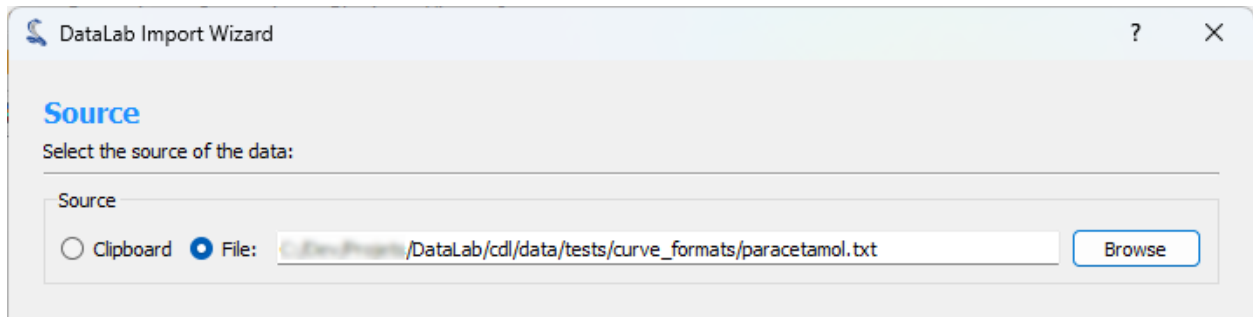 DataLab Import Wizard ?
Source
Select the source of the data:
Source
Clipboard File: /DataLab/cdl/data/tests/curve_formats/paracetamol.txt Browse